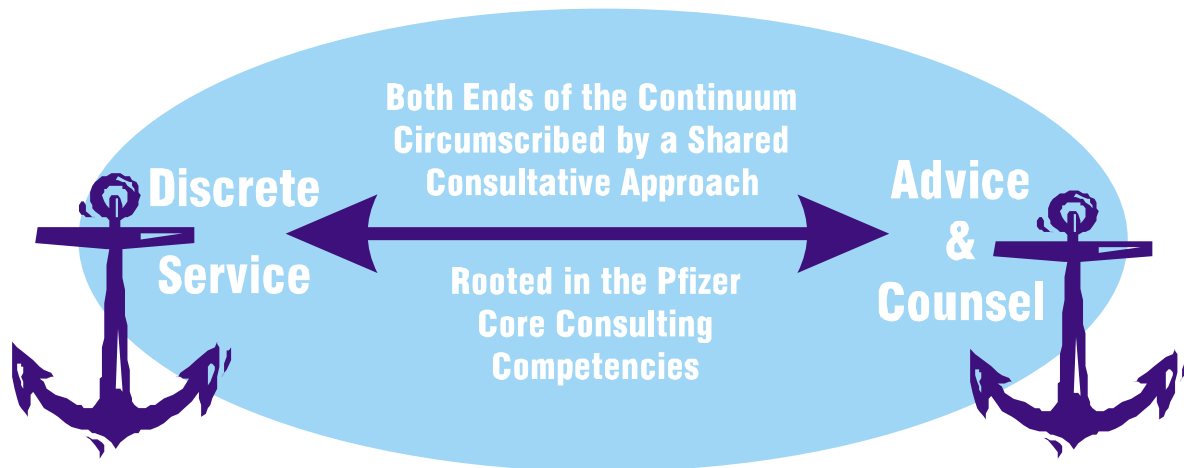 Both Ends of the Continuum
Circumscribed by a Shared
Consultative Approach
Discrete
Service
Advice
&
Counsel
Rooted in the Pfizer
Core Consulting
Competencies